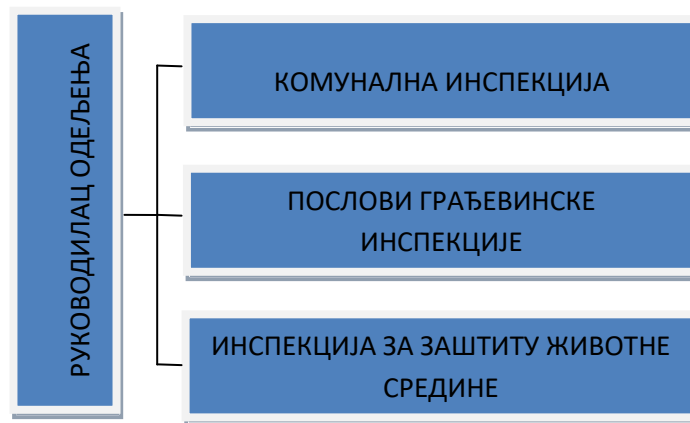 РУКОВОДИЛАЦ ОДЕЉЕЊА
КОМУНАЛНА ИНСПЕКЦИЈА
ПОСЛОВИ ГРАЂЕВИНСКЕ
ИНСПЕКЦИЈЕ
ИНСПЕКЦИЈА ЗА ЗАШТИТУ ЖИВОТНЕ
СРЕДИНЕ